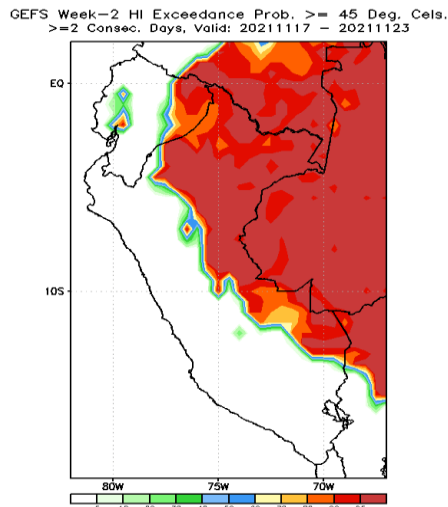 GEFS Week-2 HI Exceedance Prob. >= 45 Deg. Cels.
>=2 Consec. Days, Valid: 20211117 - 20211123
EQ
10S
80W 75W 70W